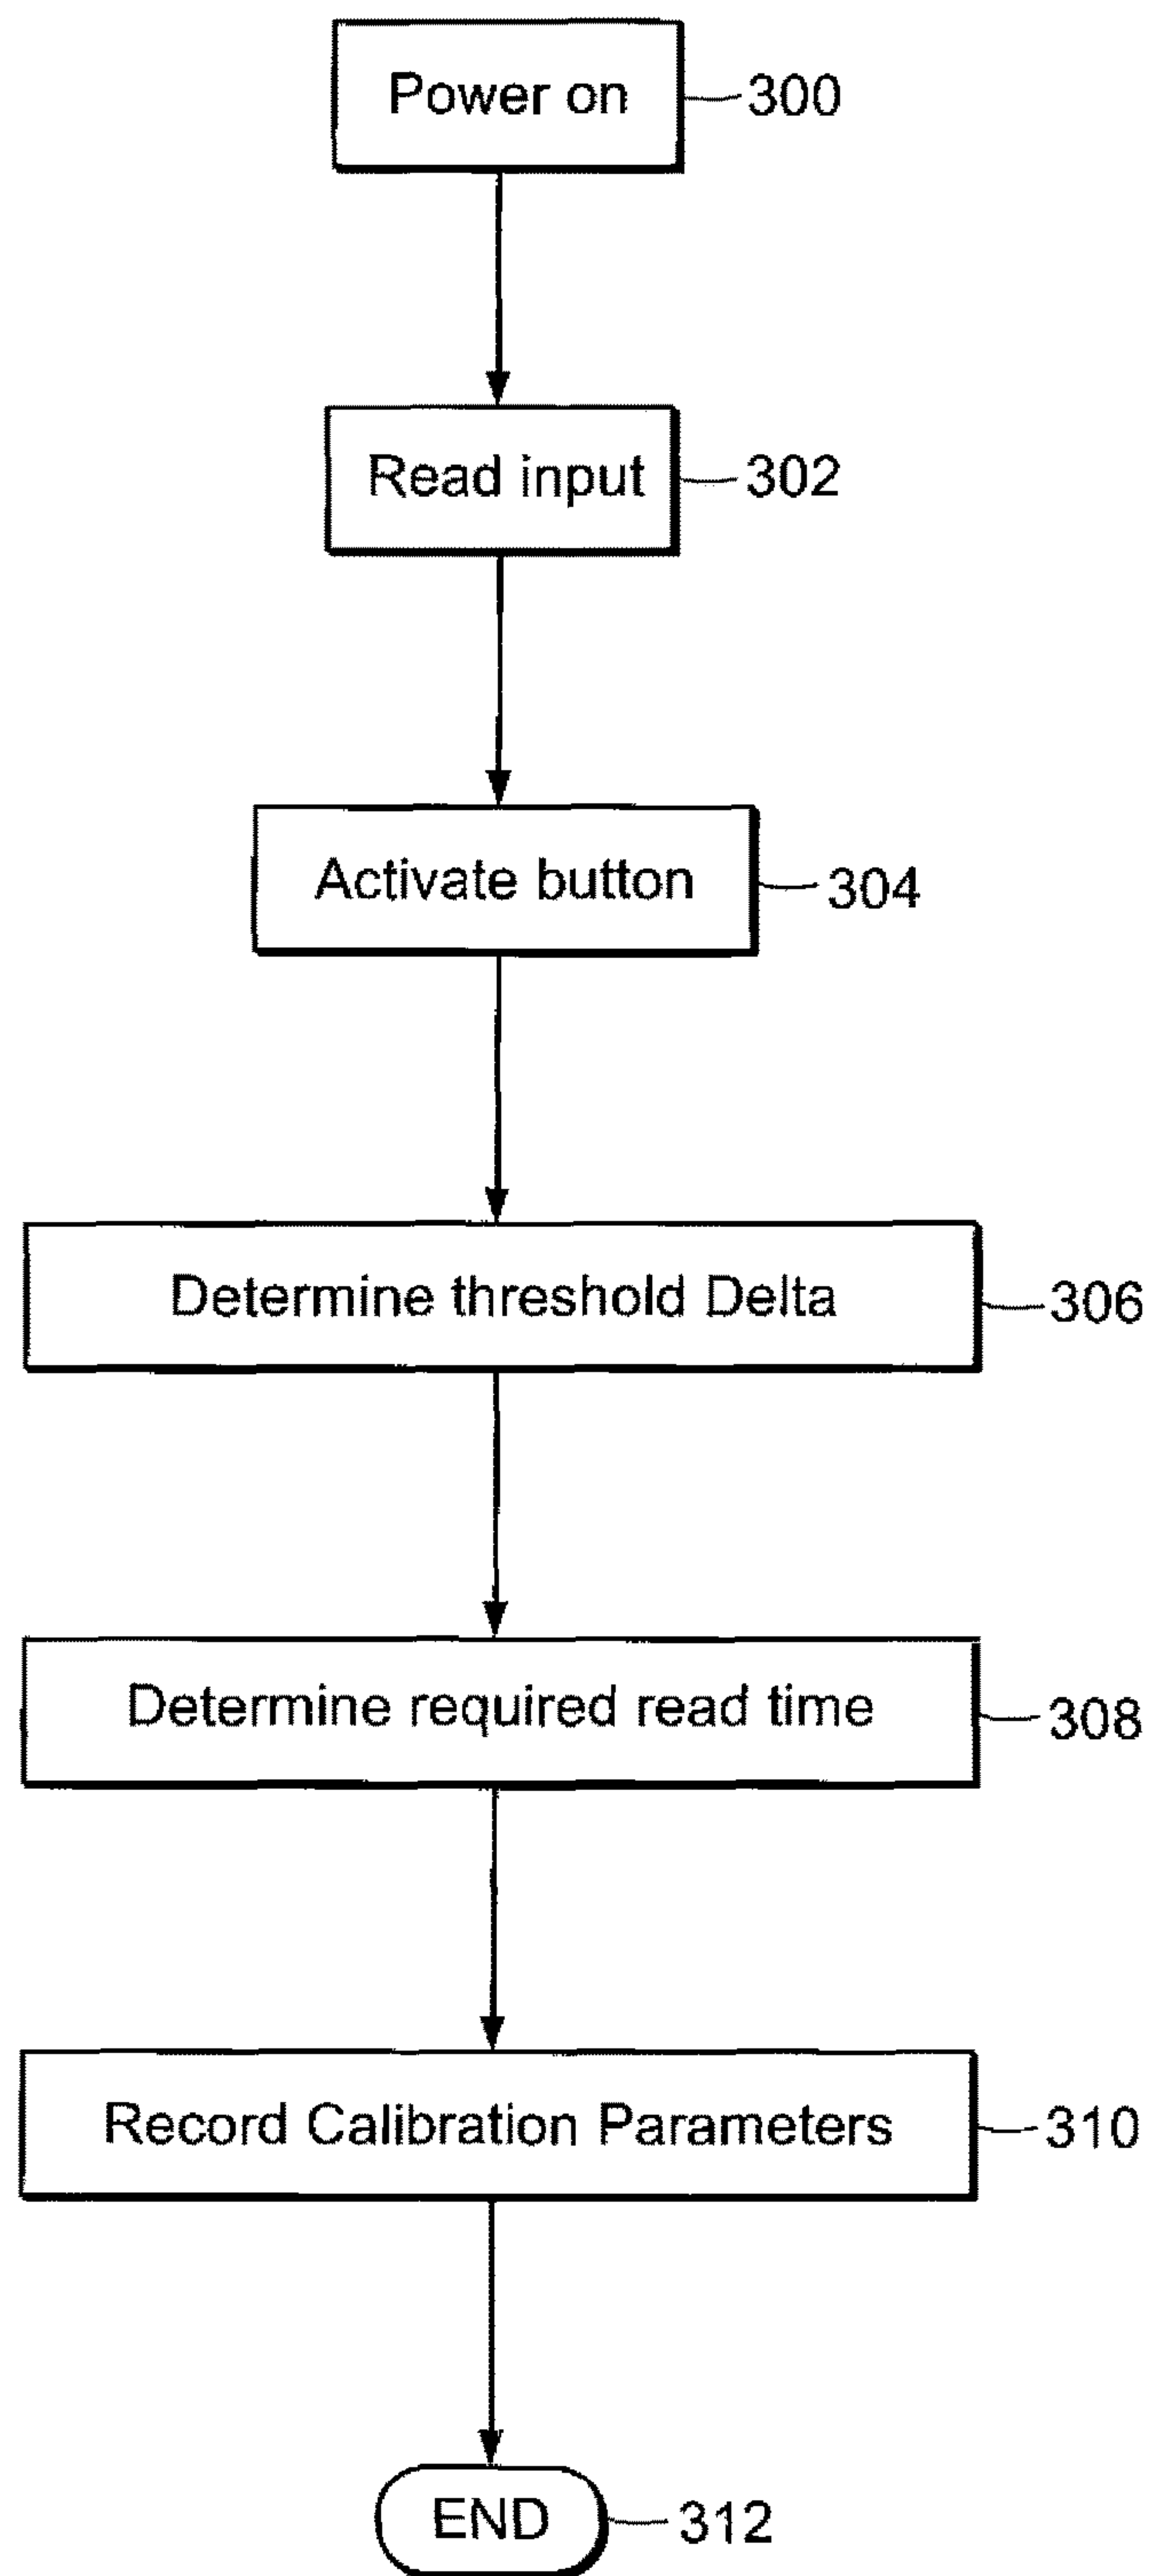 Power on 300
Read input 302
Activate button 304
Determine threshold Delta 306
Determine required read time 308
Record Calibration Parameters 310
END 312